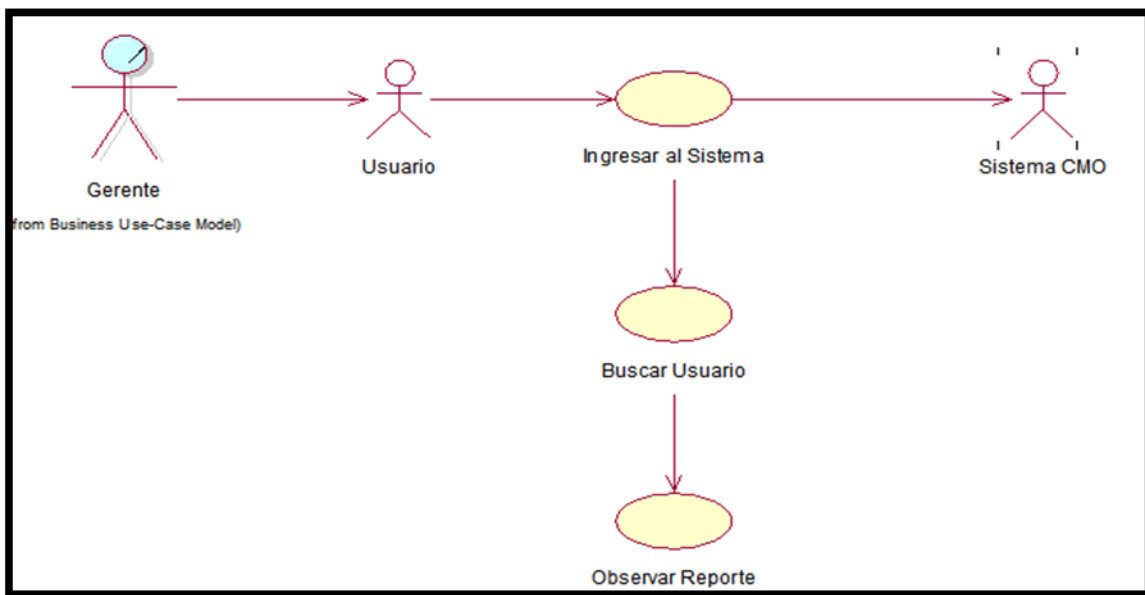 Gerente
from Business Use-Case Model)
Usuario
Ingresar al Sistema
Sistema CMO
Buscar Usuario
Observar Reporte